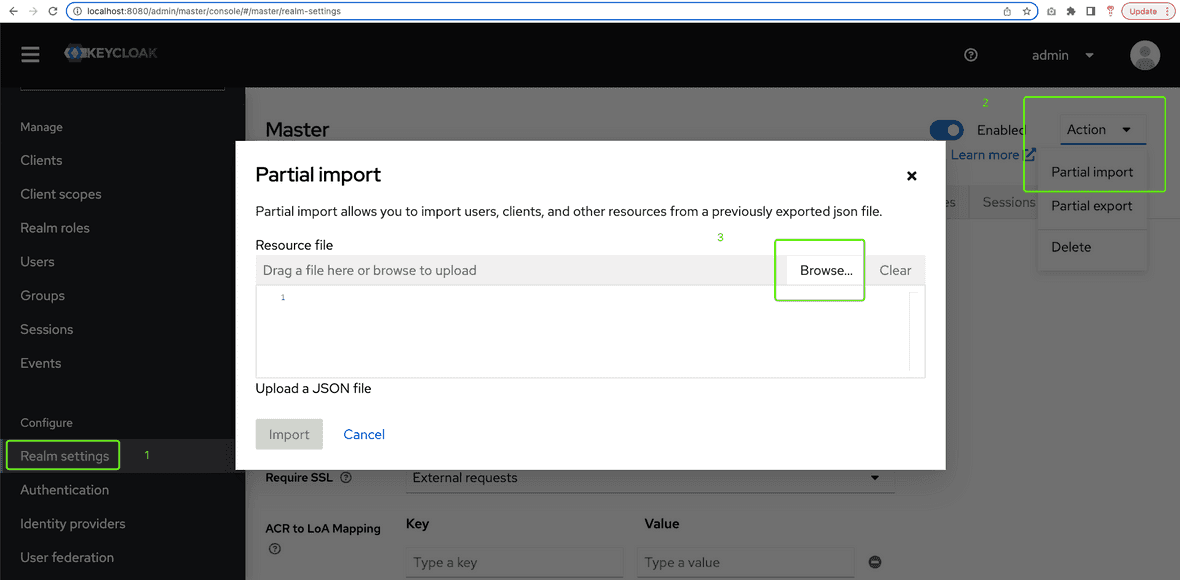 localhost:8080/admin/master/console/#/master/realm-settings
Update
KEYCLOAK
admin
Manage
Clients
Client scopes
Realm roles
Users
Groups
Sessions
Events
Configure
Realm settings
1
Authentication
Identity providers
User federation
Master
2
Enabled
Action
Learn more
Partial import
Partial export
Delete
Sessions
Partial import
Partial import allows you to import users, clients, and other resources from a previously exported json file.
Resource file
3
Drag a file here or browse to upload
Browse...
Clear
1
Upload a JSON file
Import
Cancel
Require SSL
External requests
ACR to LoA Mapping
Key
Value
Type a key
Type a value